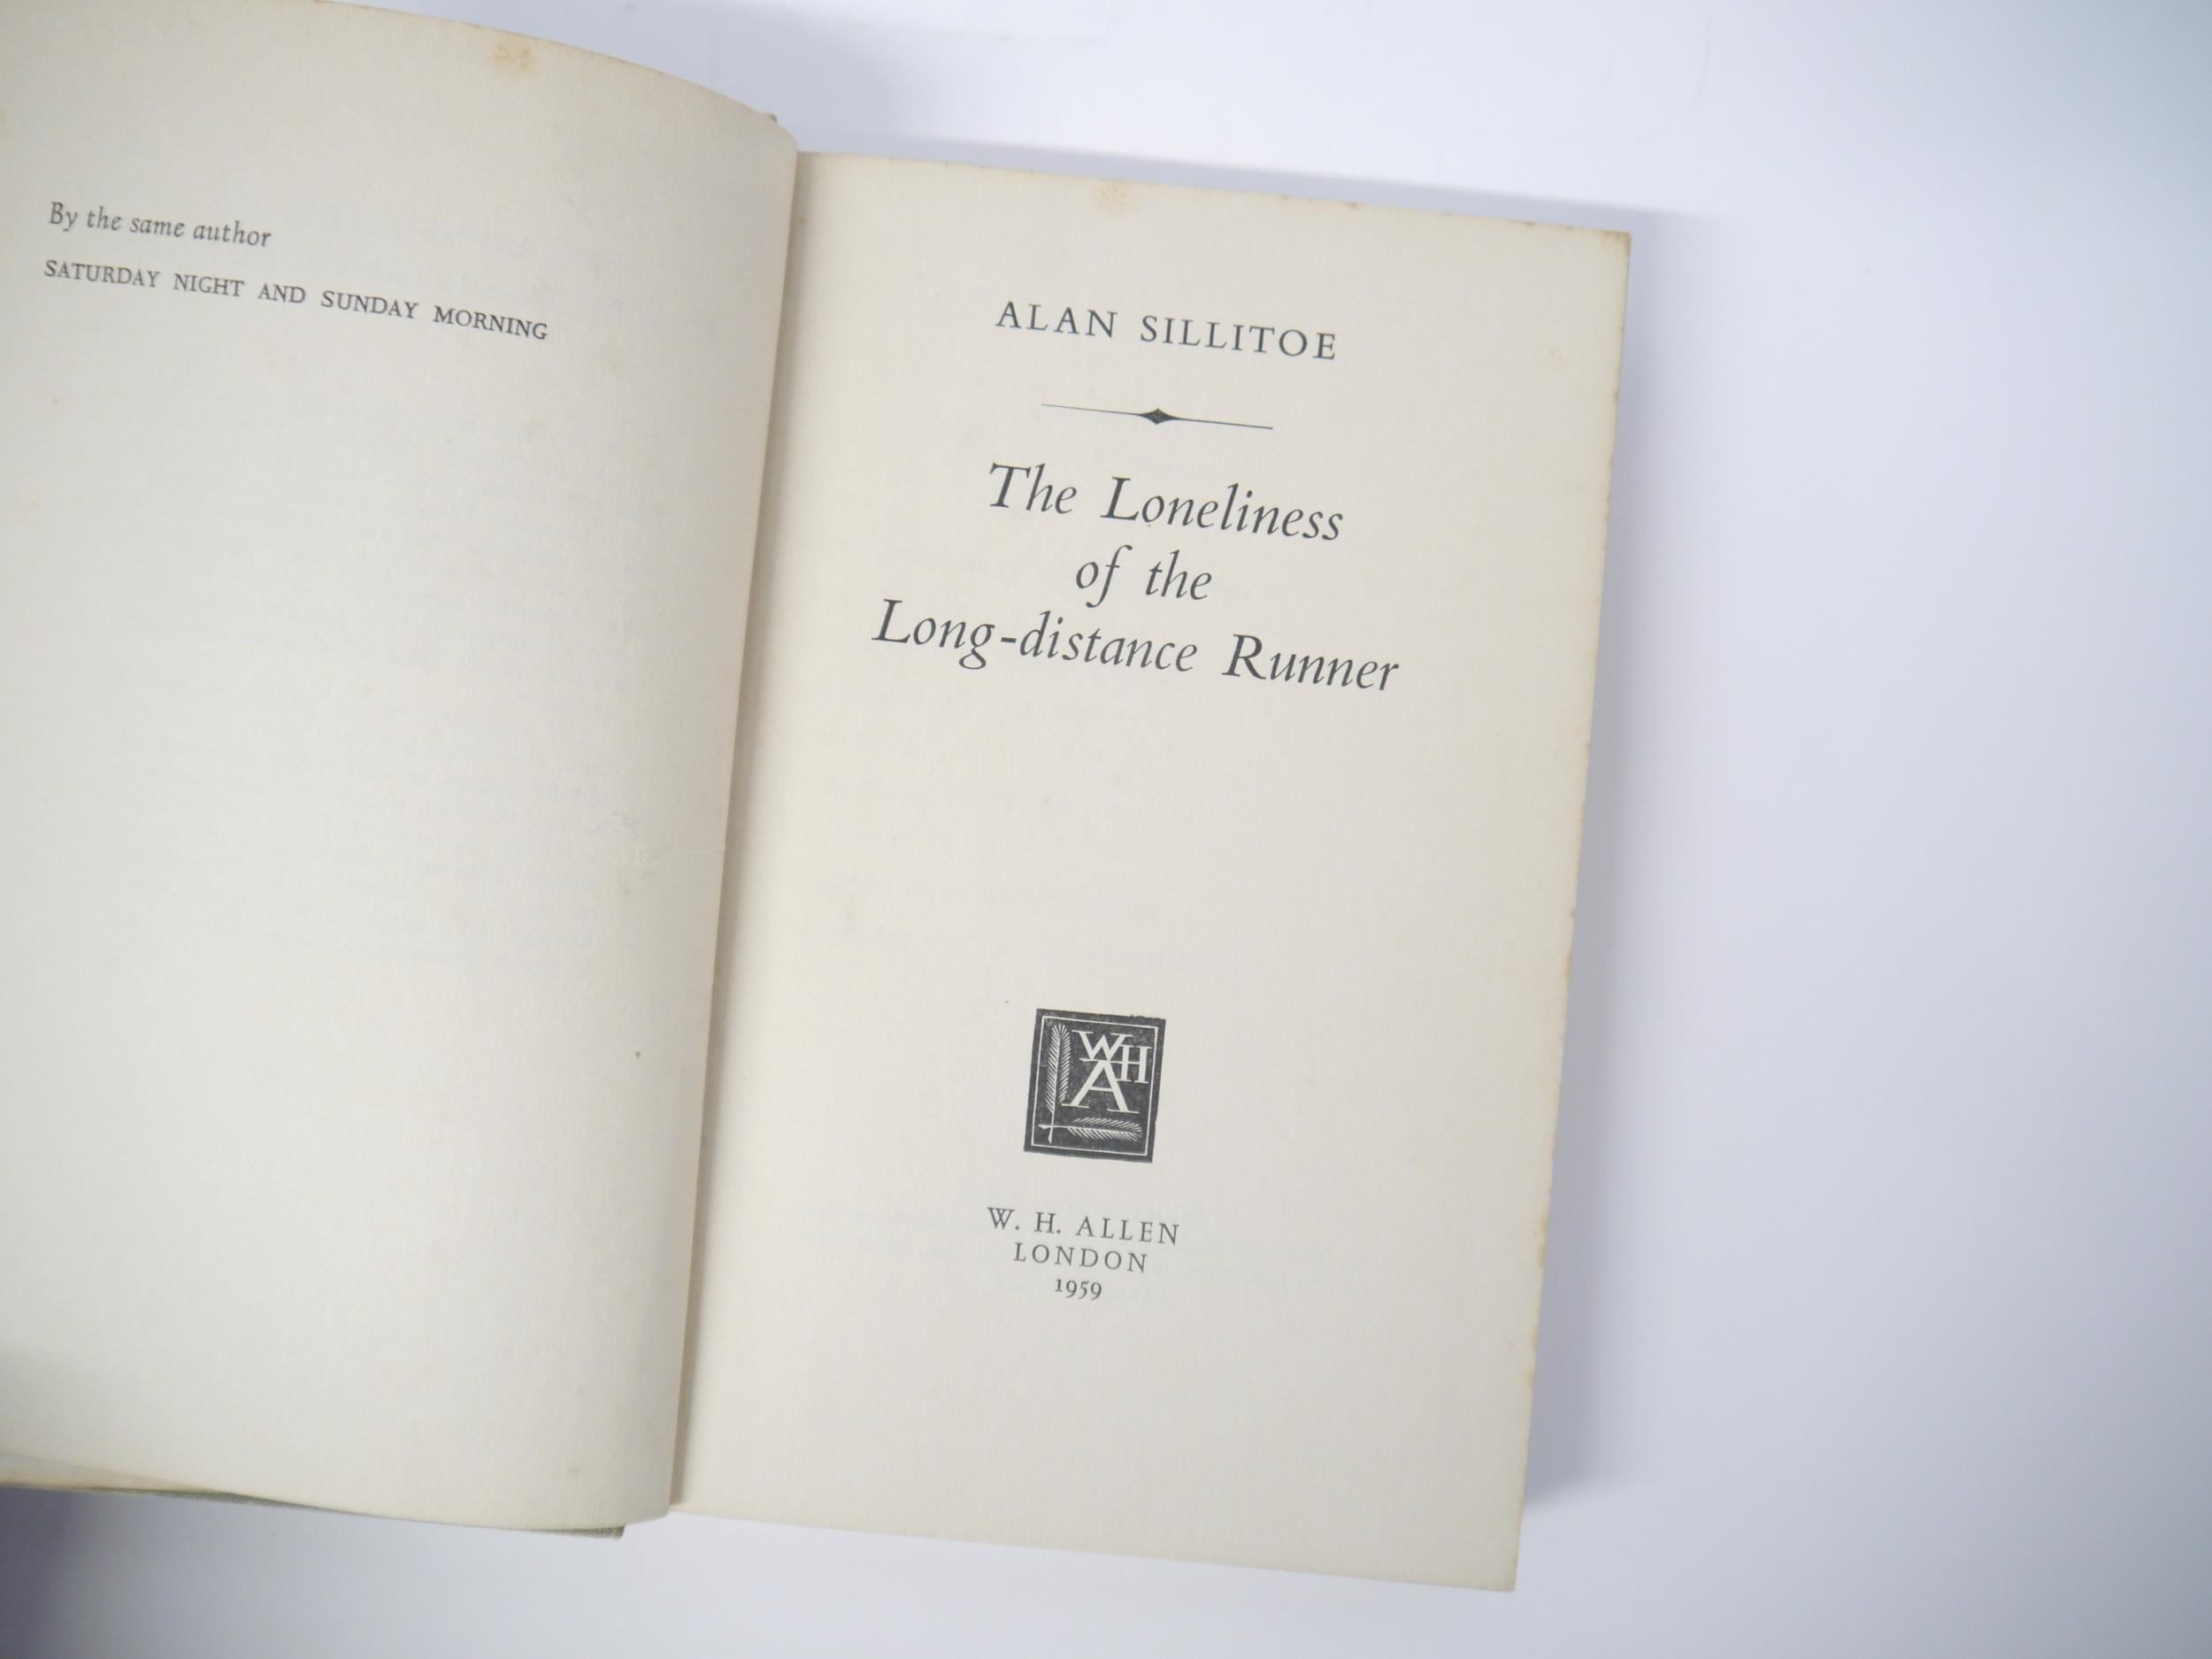 By the same author
SATURDAY NIGHT AND SUNDAY MORNING
ALAN SILLITOE
The Loneliness
of the
Long-distance Runner
WHA
W. H. ALLEN
LONDON
1959